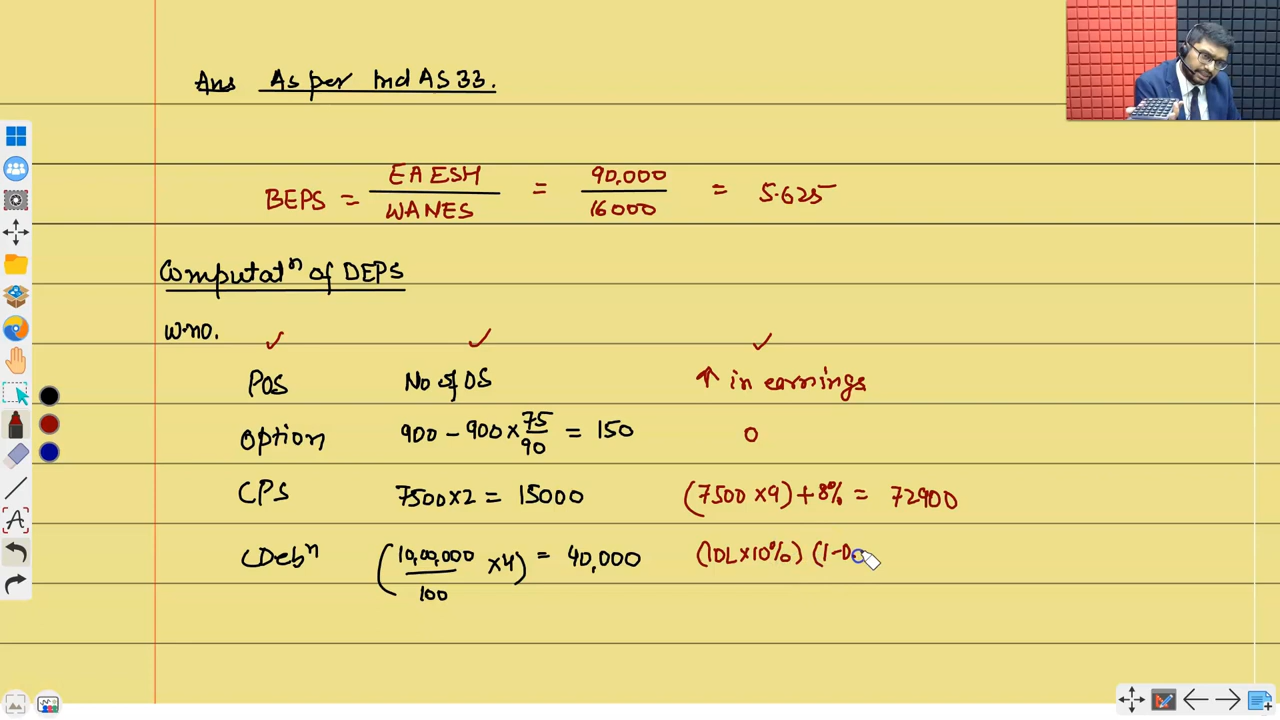 Ans As per Ind AS 33.
BEPS = EAESH / WANES = 90,000 / 16000 = 5.625
Computatⁿ of DEPS
W.no.
POS No of OS ↑ in earnings
Option 900 - 900 × 75/90 = 150 0
CPS 7500 × 2 = 15000 (7500 × 9) + 8% = 72900
CDebⁿ (10,00,000/100 × 4) = 40,000 (10L × 10%) (1-0.